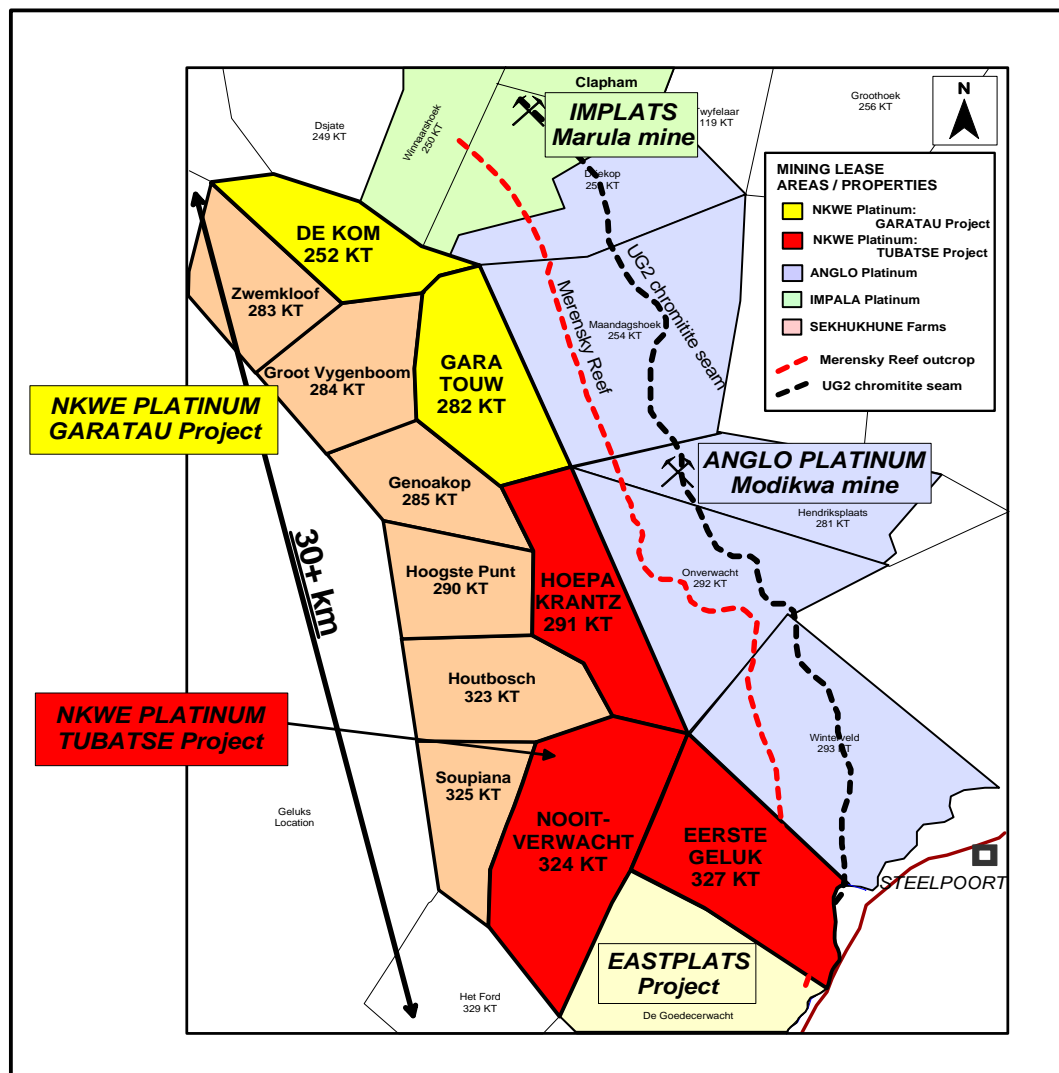 Clapham
IMPLATS
Marula mine
N
Groothoek
256 KT
Dsjate
249 KT
Winnaarshoek
250 KT
wyfelaar
119 KT
MINING LEASE
AREAS / PROPERTIES
NKWE Platinum:
GARATAU Project
NKWE Platinum:
TUBATSE Project
ANGLO Platinum
IMPALA Platinum
SEKHUKHUNE Farms
Merensky Reef outcrop
UG2 chromitite seam
DE KOM
252 KT
Zwemkloof
283 KT
UG2 chromitite seam
Merensky Reef
Maandagshoek
254 KT
Groot Vygenboom
284 KT
GARA
TOUW
282 KT
NKWE PLATINUM
GARATAU Project
ANGLO PLATINUM
Modikwa mine
Genoakop
285 KT
Hendriksplaats
281 KT
30+ km
Hoogste Punt
290 KT
HOEPA
KRANTZ
291 KT
Onverwacht
292 KT
Houtbosch
323 KT
NKWE PLATINUM
TUBATSE Project
Winterveld
293 KT
Soupiana
325 KT
Geluks
Location
NOOIT-
VERWACHT
324 KT
EERSTE
GELUK
327 KT
STEELPOORT
EASTPLATS
Project
Het Ford
329 KT
De Goedecerwacht